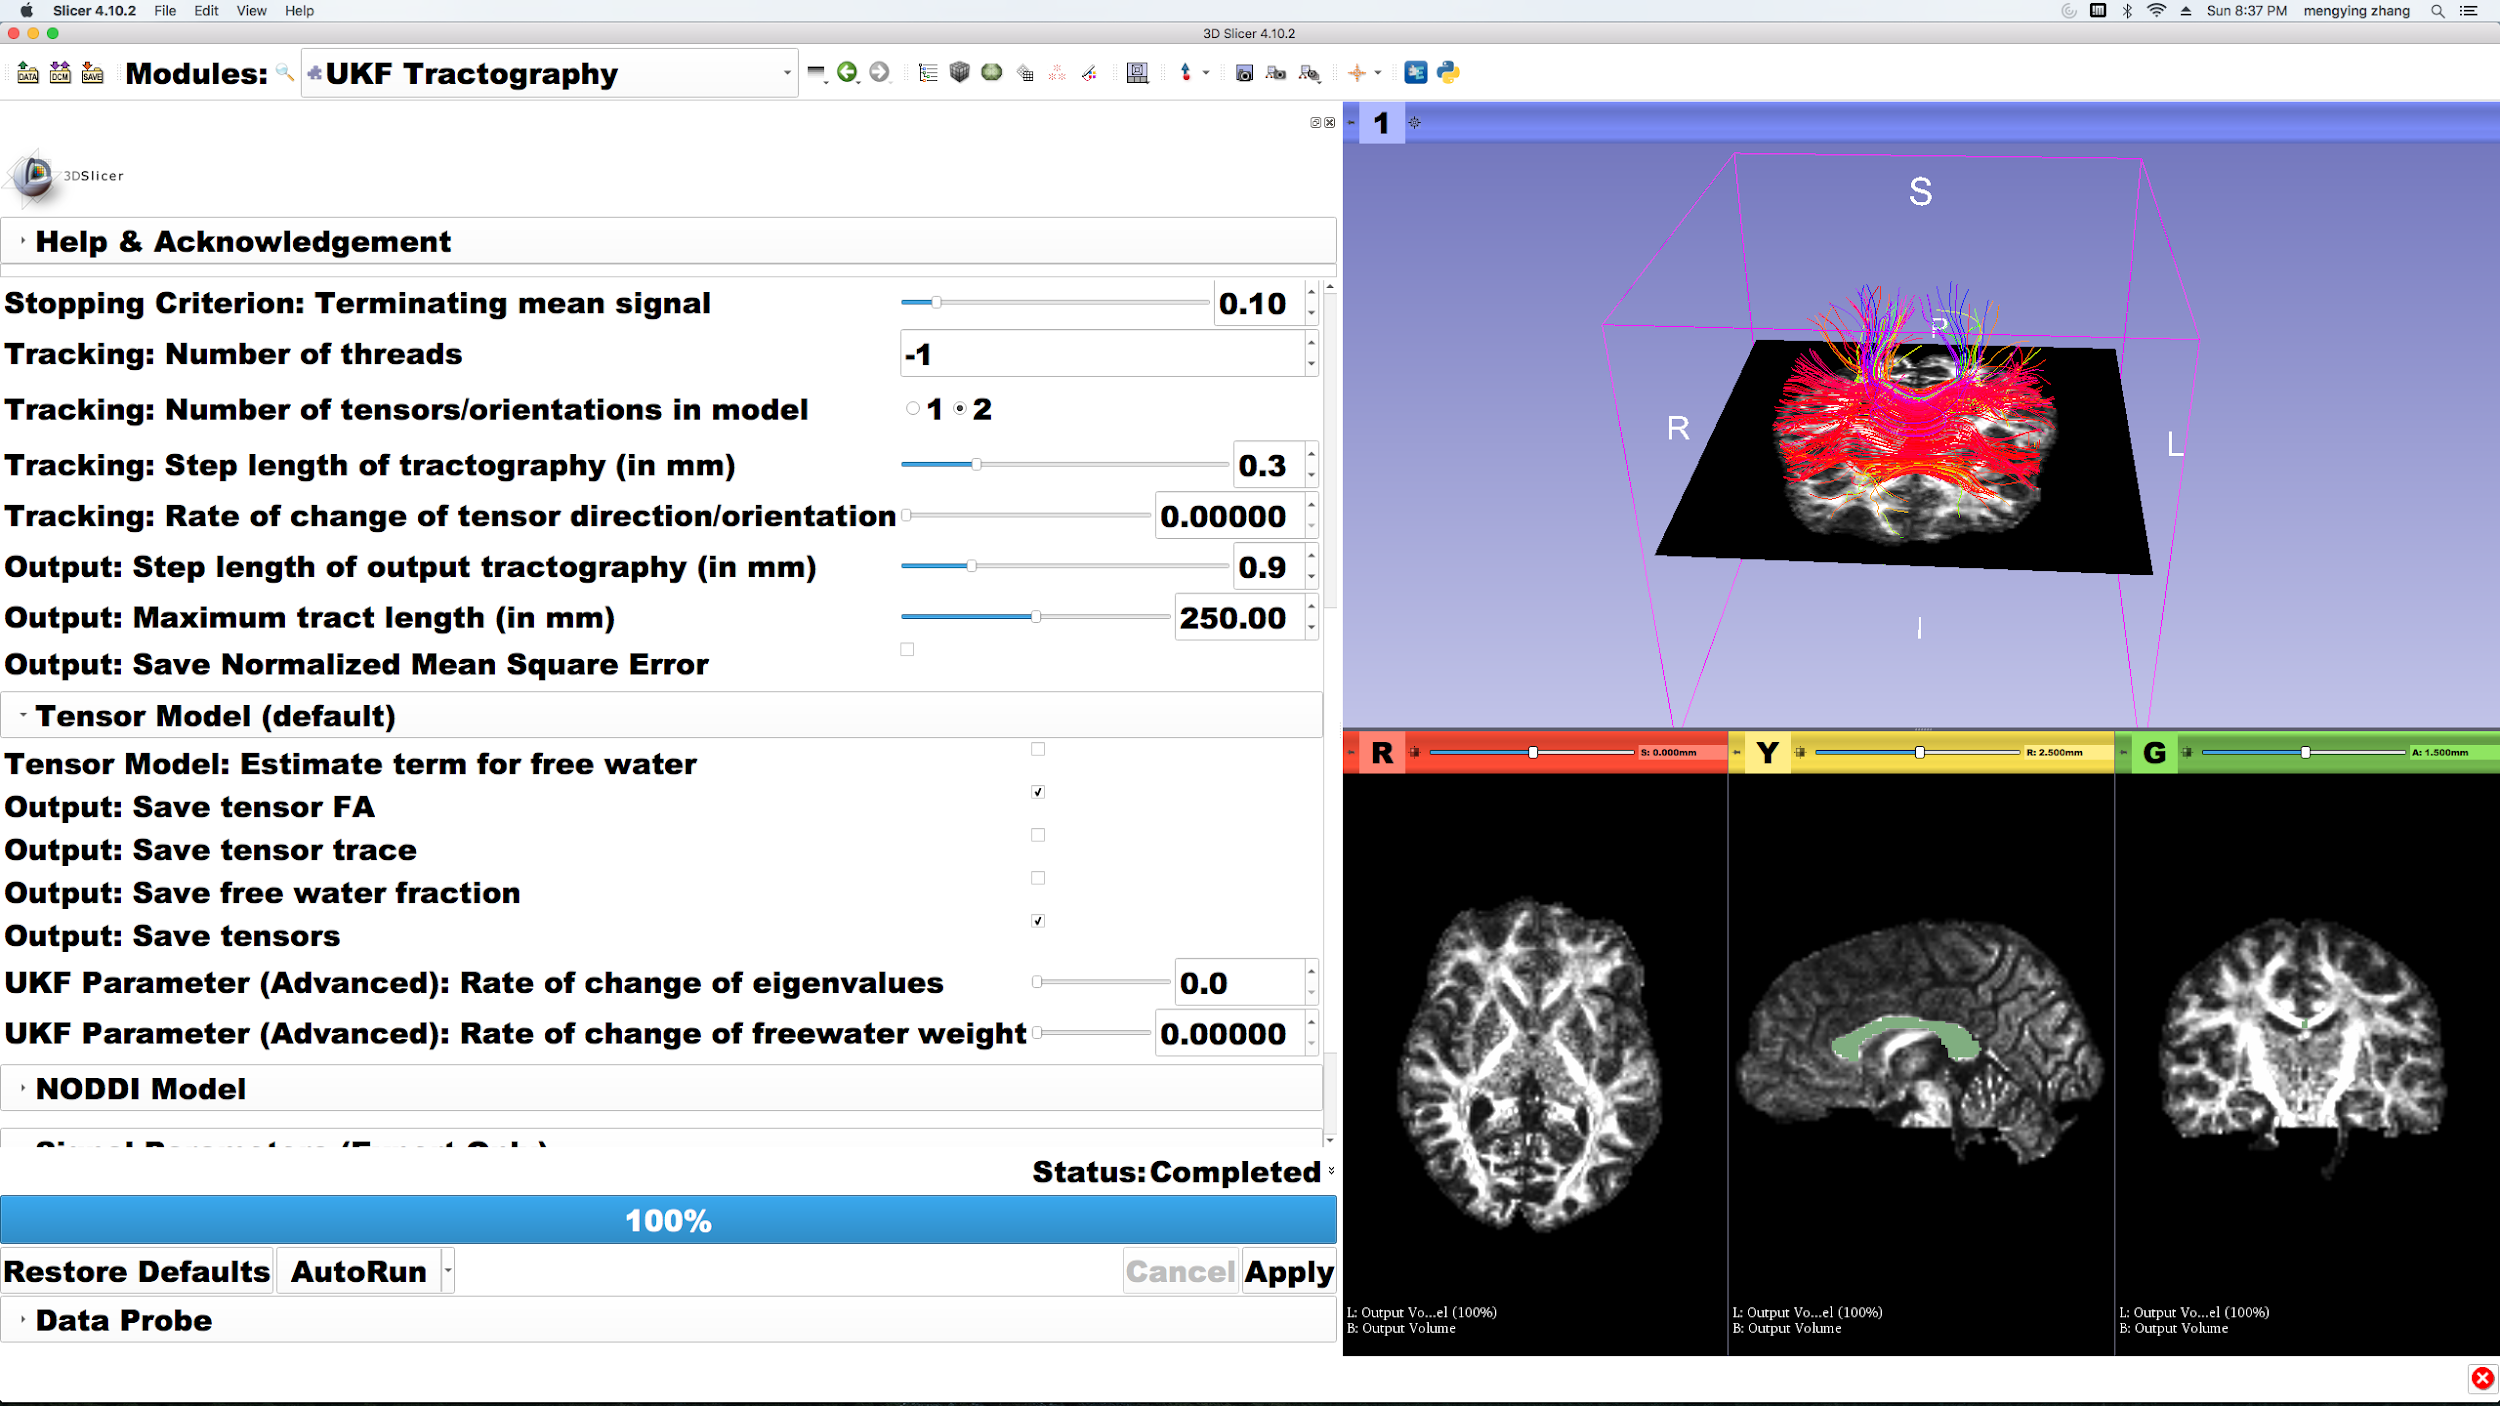 Slicer 4.10.2 File Edit View Help
Sun 8:37 PM mengying zhang
3D Slicer 4.10.2
DATA DCM SAVE Modules: UKF Tractography
3DSlicer
Help & Acknowledgement
Stopping Criterion: Terminating mean signal 0.10
Tracking: Number of threads -1
Tracking: Number of tensors/orientations in model 1 2
Tracking: Step length of tractography (in mm) 0.3
Tracking: Rate of change of tensor direction/orientation 0.00000
Output: Step length of output tractography (in mm) 0.9
Output: Maximum tract length (in mm) 250.00
Output: Save Normalized Mean Square Error
Tensor Model (default)
Tensor Model: Estimate term for free water
Output: Save tensor FA
Output: Save tensor trace
Output: Save free water fraction
Output: Save tensors
UKF Parameter (Advanced): Rate of change of eigenvalues 0.0
UKF Parameter (Advanced): Rate of change of freewater weight 0.00000
NODDI Model
Status: Completed
100%
Restore Defaults AutoRun Cancel Apply
Data Probe
1
S
P
R
L
I
R S: 0.000mm
Y R: 2.500mm
G A: 1.500mm
L: Output Vo...el (100%)
B: Output Volume
L: Output Vo...el (100%)
B: Output Volume
L: Output Vo...el (100%)
B: Output Volume